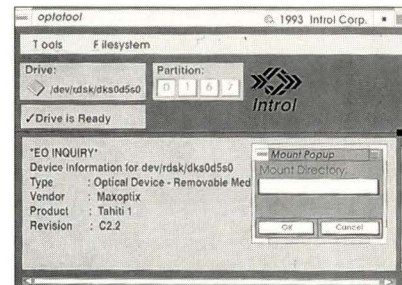 optotool © 1993 Introl Corp.
Tools Filesystem
Drive: Partition:
/dev/rdsk/dks0d5s0 0 1 6 7
✓Drive is Ready
Introl
*EO INQUIRY*
Device Information for dev/rdsk/dks0d5s0
Type : Optical Device - Removable Med
Vendor : Maxoptix
Product : Tahiti 1
Revision : C2.2
Mount Popup
Mount Directory:
OK Cancel